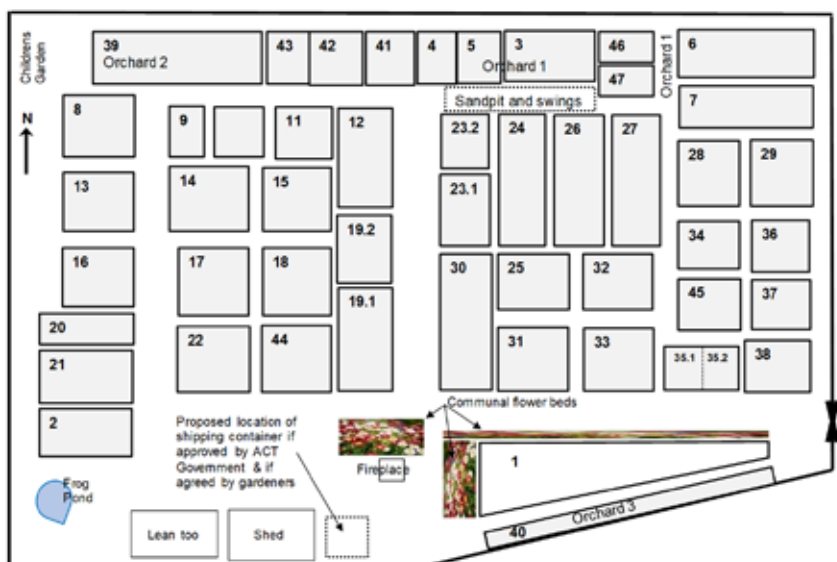 Childrens
Garden
39
Orchard 2
43
42
41
4
5
3
Orchard 1
46
47
Orchard 1
6
7
Sandpit and swings
N
8
9
11
12
23.2
24
26
27
28
29
13
14
15
23.1
19.2
34
36
16
17
18
19.1
30
25
32
45
37
20
21
22
44
31
33
35.1
35.2
38
2
Communal flower beds
Proposed location of
shipping container if
approved by ACT
Government & if
agreed by gardeners
Fireplace
1
Frog
Pond
Lean too
Shed
40
Orchard 3